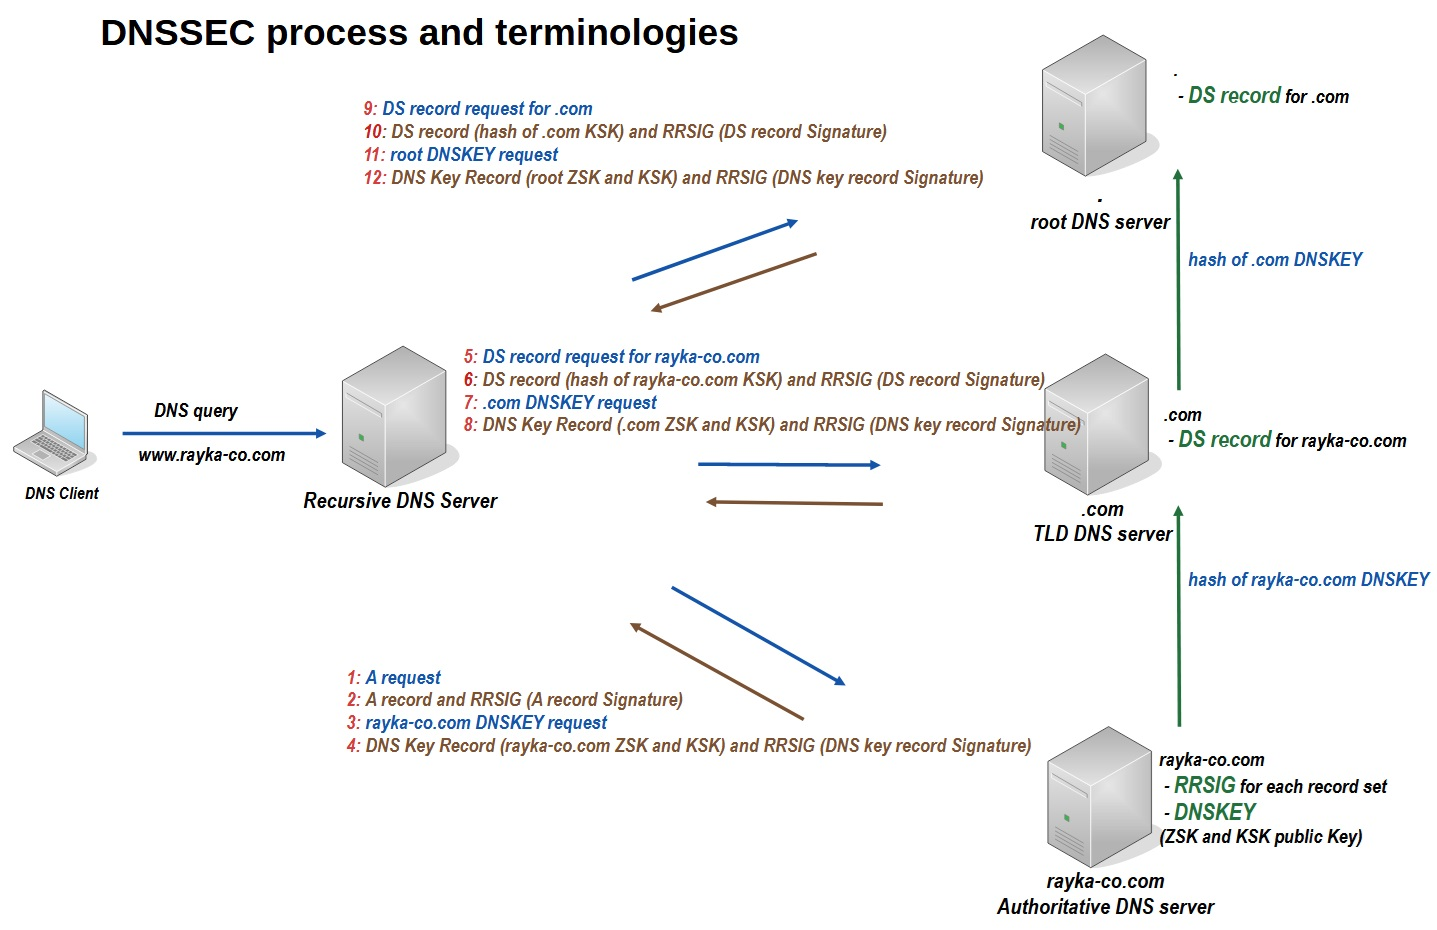 DNSSEC process and terminologies
9: DS record request for .com
10: DS record (hash of .com KSK) and RRSIG (DS record Signature)
11: root DNSKEY request
12: DNS Key Record (root ZSK and KSK) and RRSIG (DNS key record Signature)
.
- DS record for .com
.
root DNS server
hash of .com DNSKEY
5: DS record request for rayka-co.com
6: DS record (hash of rayka-co.com KSK) and RRSIG (DS record Signature)
7: .com DNSKEY request
8: DNS Key Record (.com ZSK and KSK) and RRSIG (DNS key record Signature)
DNS query
www.rayka-co.com
DNS Client
Recursive DNS Server
.com
- DS record for rayka-co.com
.com
TLD DNS server
hash of rayka-co.com DNSKEY
1: A request
2: A record and RRSIG (A record Signature)
3: rayka-co.com DNSKEY request
4: DNS Key Record (rayka-co.com ZSK and KSK) and RRSIG (DNS key record Signature)
rayka-co.com
- RRSIG for each record set
- DNSKEY
(ZSK and KSK public Key)
rayka-co.com
Authoritative DNS server